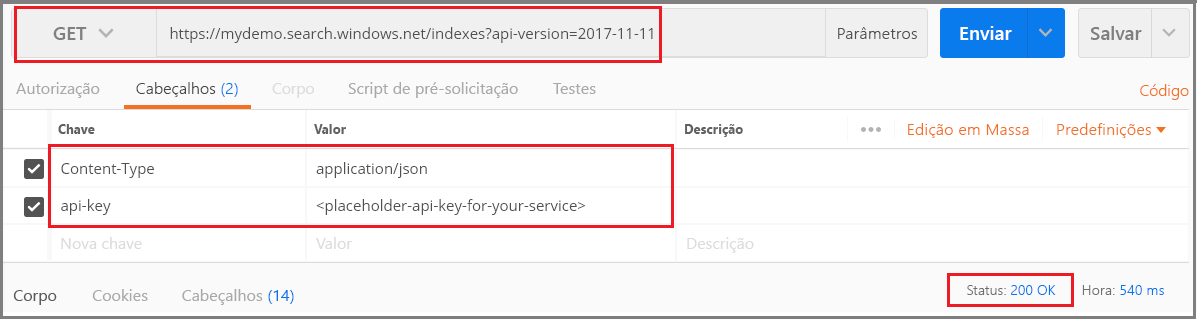 GET https://mydemo.search.windows.net/indexes?api-version=2017-11-11 Parâmetros Enviar Salvar
Autorização Cabeçalhos (2) Corpo Script de pré-solicitação Testes Código
Chave Valor Descrição ••• Edição em Massa Predefinições
Content-Type application/json
api-key <placeholder-api-key-for-your-service>
Nova chave Valor Descrição
Corpo Cookies Cabeçalhos (14) Status: 200 OK Hora: 540 ms